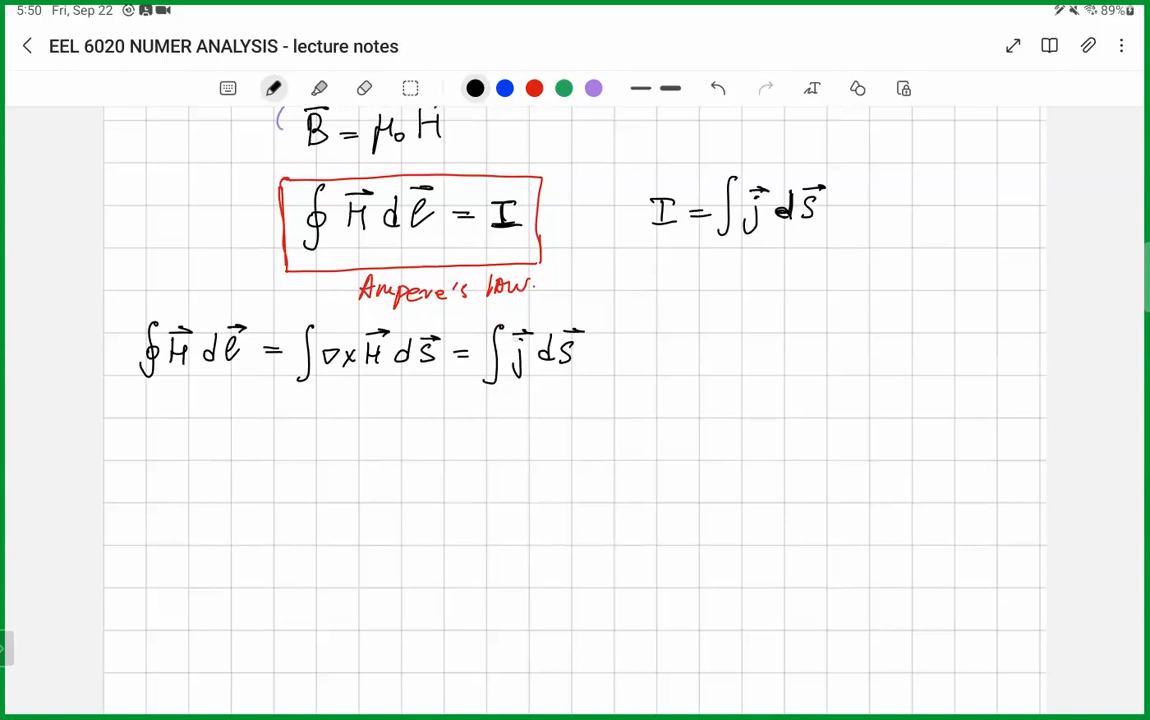 5:50 Fri, Sep 22 89%
EEL 6020 NUMER ANALYSIS - lecture notes
( B̅ = μ₀ H̅
∮ H⃗ dl⃗ = I
I = ∫ j⃗ dS⃗
Ampere's law.
∮ H⃗ dl⃗ = ∫ ∇× H⃗ dS⃗ = ∫ j⃗ dS⃗